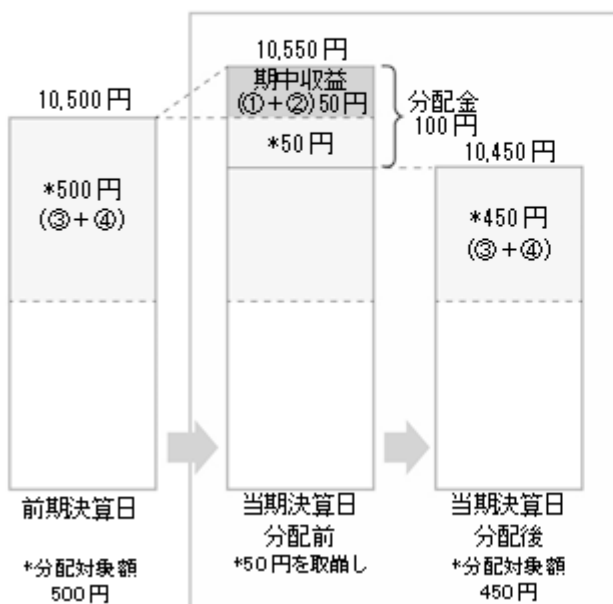 10,500円
*500円
(③+④)
前期決算日
*分配対象額
500円
10,550円
期中収益
(①+②)50円
*50円
分配金
100円
当期決算日
分配前
*50円を取崩し
10,450円
*450円
(③+④)
当期決算日
分配後
*分配対象額
450円